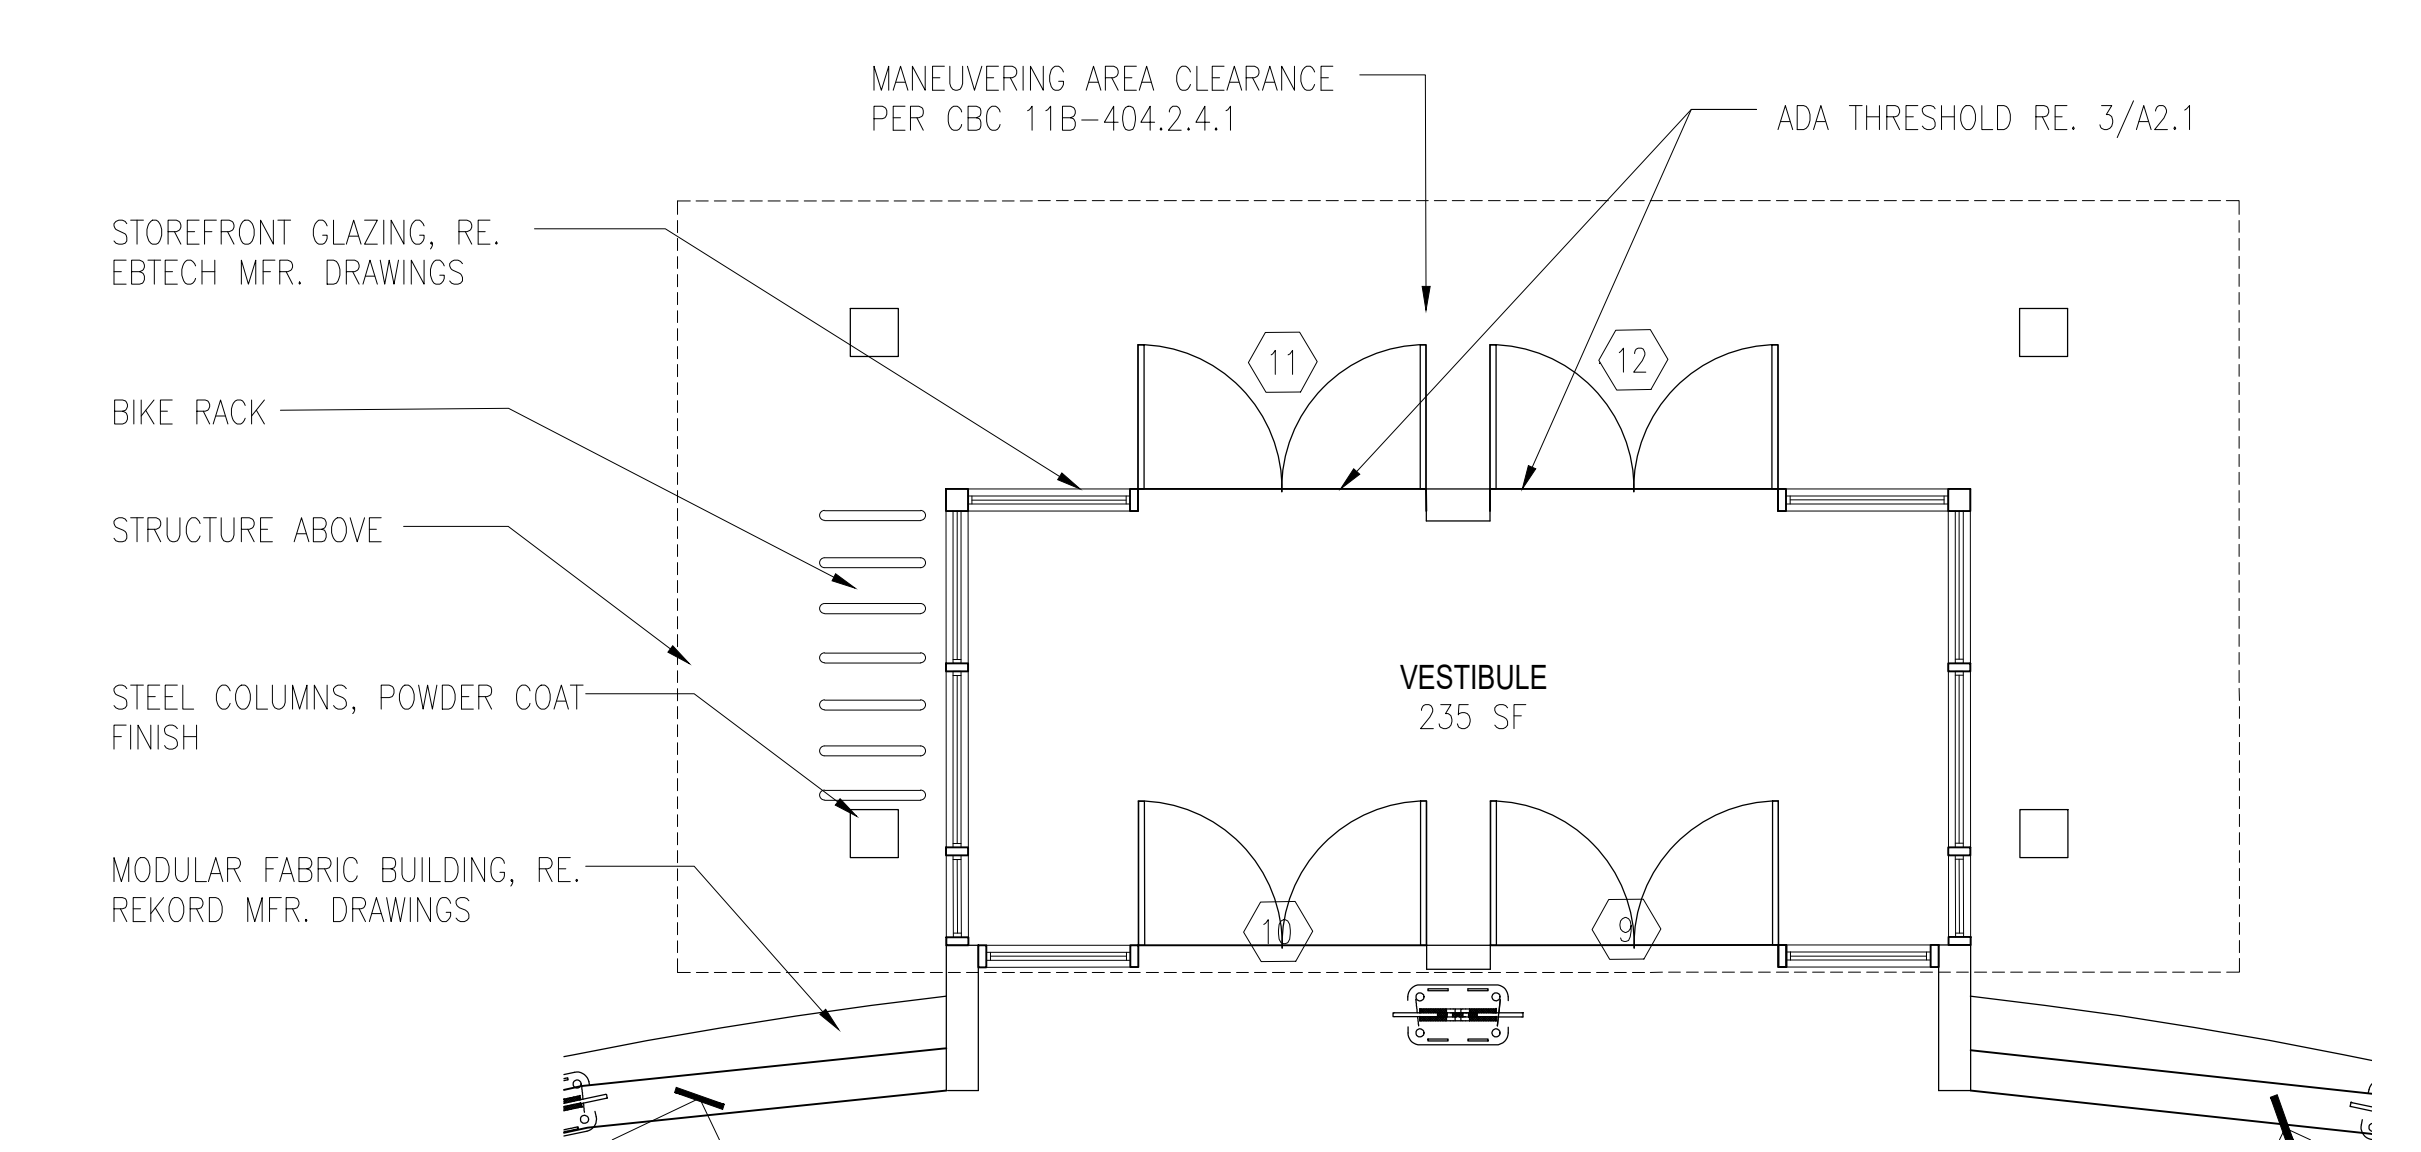 MANEUVERING AREA CLEARANCE
PER CBC 11B-404.2.4.1
ADA THRESHOLD RE. 3/A2.1
STOREFRONT GLAZING, RE.
EBTECH MFR. DRAWINGS
11
12
BIKE RACK
STRUCTURE ABOVE
VESTIBULE
235 SF
STEEL COLUMNS, POWDER COAT
FINISH
MODULAR FABRIC BUILDING, RE.
REKORD MFR. DRAWINGS
10
9